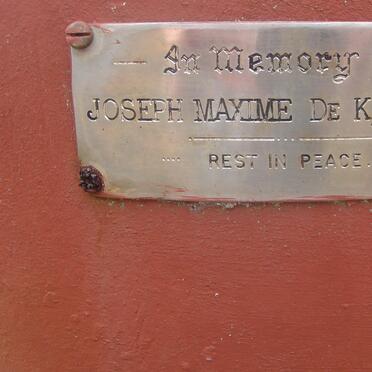 In Memory
JOSEPH MAXIME De K
REST IN PEACE.